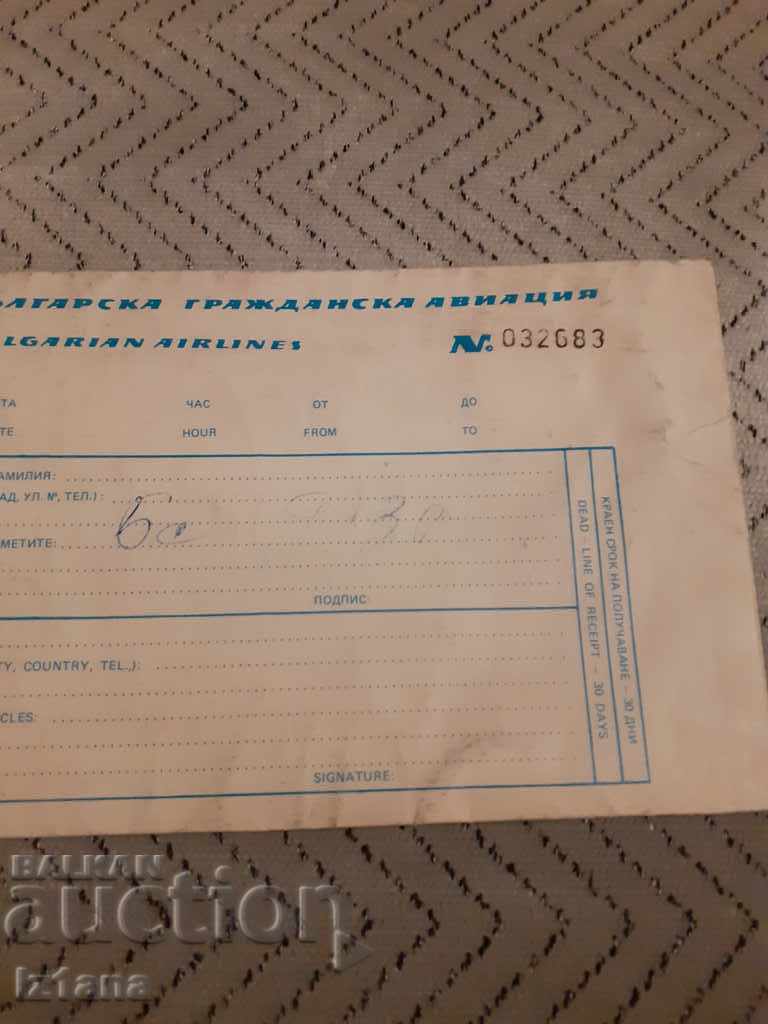 ЪЛГАРСКА ГРАЖДАНСКА АВИАЦИЯ
LGARIAN AIRLINES № 032683
ТА ЧАС ОТ ДО
TE HOUR FROM TO
АМИЛИЯ:
АД, УЛ. №, ТЕЛ.):
МЕТИТЕ:
ПОДПИС:
TY, COUNTRY, TEL.,):
CLES:
SIGNATURE:
DEAD - LINE OF RECEIPT - 30 DAYS
КРАЕН СРОК НА ПОЛУЧАВАНЕ - 30 ДНИ
BALKAN
auction
Iz1ana